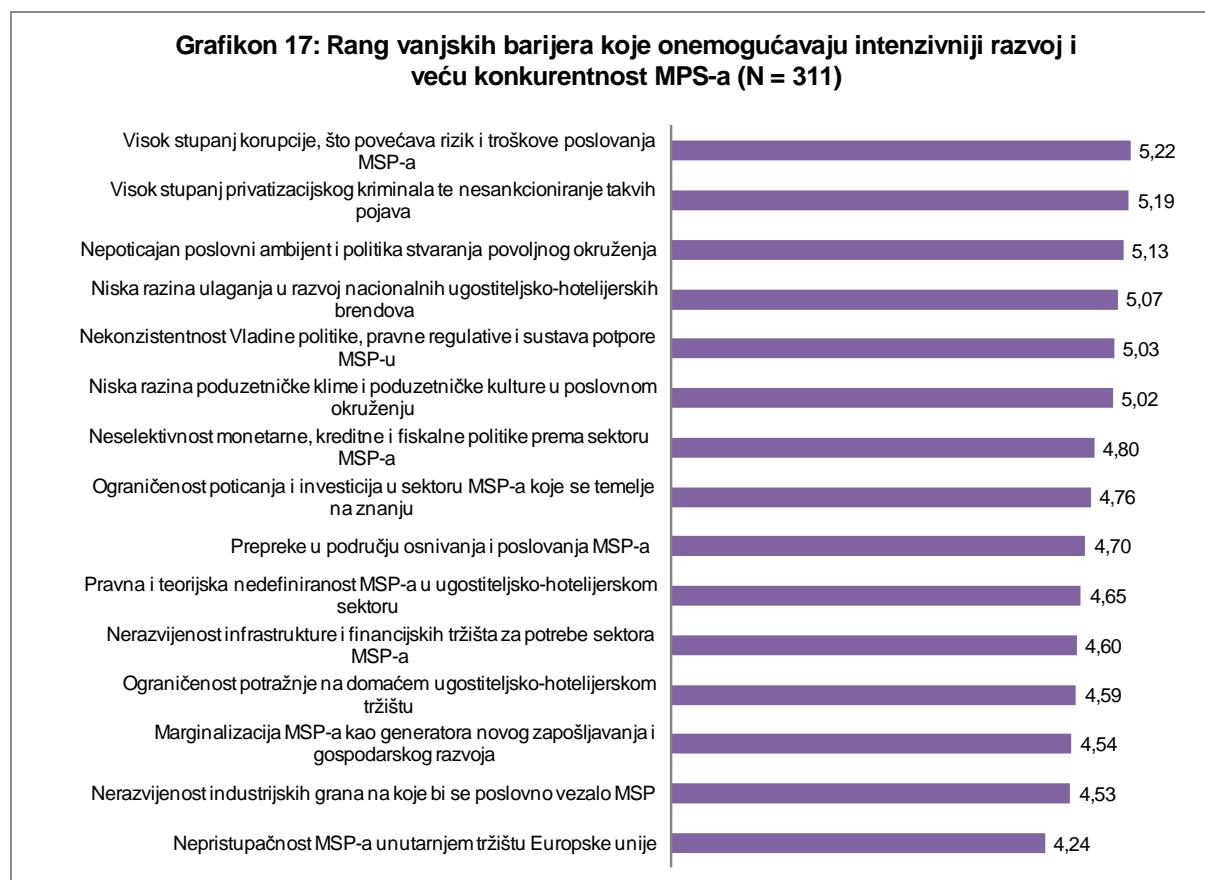 Grafikon 17: Rang vanjskih barijera koje onemogućavaju intenzivniji razvoj i
veću konkurentnost MPS-a (N = 311)
Visok stupanj korupcije, što povećava rizik i troškove poslovanja
MSP-a
5,22
Visok stupanj privatizacijskog kriminala te nesankcioniranje takvih
pojava
5,19
Nepoticajan poslovni ambijent i politika stvaranja povoljnog okruženja
5,13
Niska razina ulaganja u razvoj nacionalnih ugostiteljsko-hotelijerskih
brendova
5,07
Nekonzistentnost Vladine politike, pravne regulative i sustava potpore
MSP-u
5,03
Niska razina poduzetničke klime i poduzetničke kulture u poslovnom
okruženju
5,02
Neselektivnost monetarne, kreditne i fiskalne politike prema sektoru
MSP-a
4,80
Ograničenost poticanja i investicija u sektoru MSP-a koje se temelje
na znanju
4,76
Prepreke u području osnivanja i poslovanja MSP-a
4,70
Pravna i teorijska nedefiniranost MSP-a u ugostiteljsko-hotelijerskom
sektoru
4,65
Nerazvijenost infrastrukture i financijskih tržišta za potrebe sektora
MSP-a
4,60
Ograničenost potražnje na domaćem ugostiteljsko-hotelijerskom
tržištu
4,59
Marginalizacija MSP-a kao generatora novog zapošljavanja i
gospodarskog razvoja
4,54
Nerazvijenost industrijskih grana na koje bi se poslovno vezalo MSP
4,53
Nepristupačnost MSP-a unutarnjem tržištu Europske unije
4,24